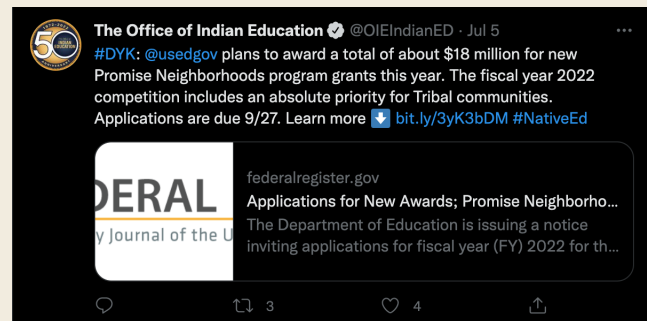 The Office of Indian Education @OIEIndianED · Jul 5
#DYK: @usedgov plans to award a total of about $18 million for new
Promise Neighborhoods program grants this year. The fiscal year 2022
competition includes an absolute priority for Tribal communities.
Applications are due 9/27. Learn more ⬇️ bit.ly/3yK3bDM #NativeEd
DERAL
y Journal of the U
federalregister.gov
Applications for New Awards; Promise Neighborho...
The Department of Education is issuing a notice
inviting applications for fiscal year (FY) 2022 for th...
3
4